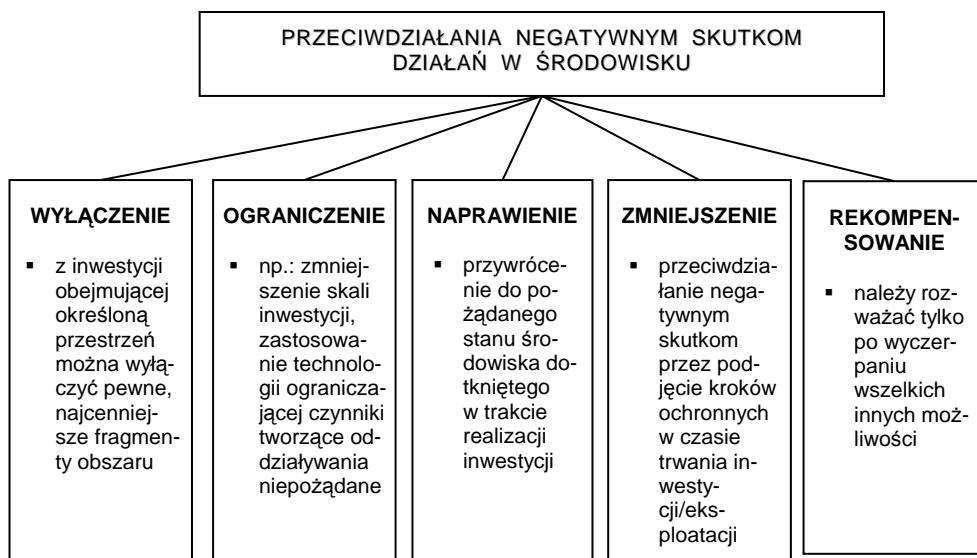 PRZECIWDZIAŁANIA NEGATYWNYM SKUTKOM
DZIAŁAŃ W ŚRODOWISKU
WYŁĄCZENIE
▪ z inwestycji
obejmującej
określoną
przestrzeń
można wyłą-
czyć pewne,
najcenniej-
sze fragmen-
ty obszaru
OGRANICZENIE
▪ np.: zmniej-
szenie skali
inwestycji,
zastosowa-
nie technolo-
gii ogranicza-
jącej czynniki
tworzące od-
działywania
niepożądane
NAPRAWIENIE
▪ przywróce-
nie do po-
żądanego
stanu śro-
dowiska do-
tkniętego
w trakcie
realizacji
inwestycji
ZMNIEJSZENIE
▪ przeciwdzia-
łanie nega-
tywnym
skutkom
przez pod-
jęcie kroków
ochronnych
w czasie
trwania in-
westy-
cji/eks-
ploatacji
REKOMPEN-
SOWANIE
▪ należy roz-
ważać tylko
po wyczer-
paniu
wszelkich
innych moż-
liwości